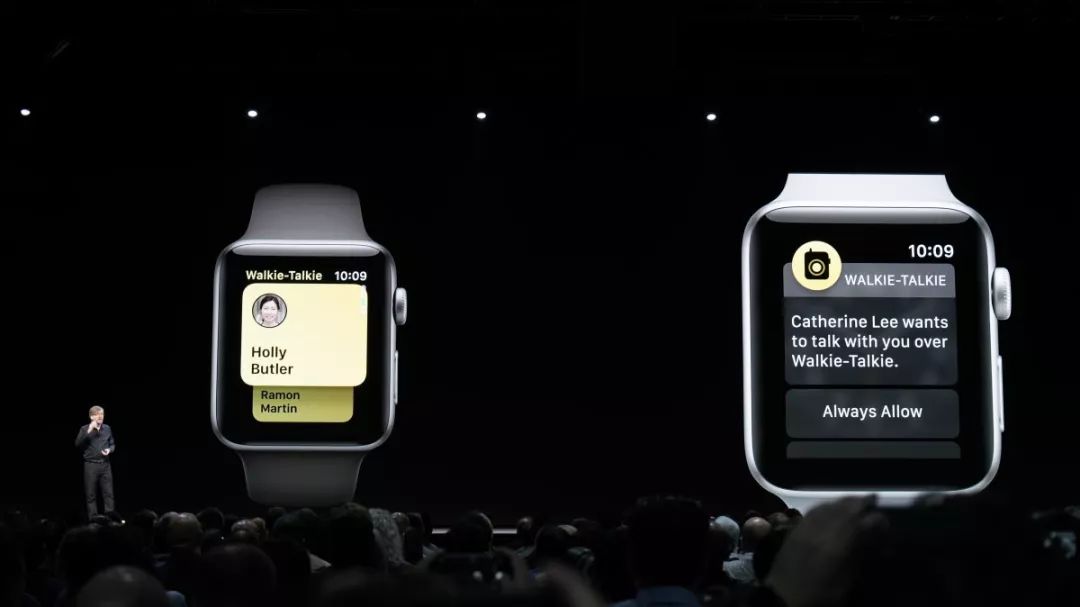 Walkie-Talkie 10:09
Holly
Butler
Ramon
Martin
10:09
WALKIE-TALKIE
Catherine Lee wants
to talk with you over
Walkie-Talkie.
Always Allow